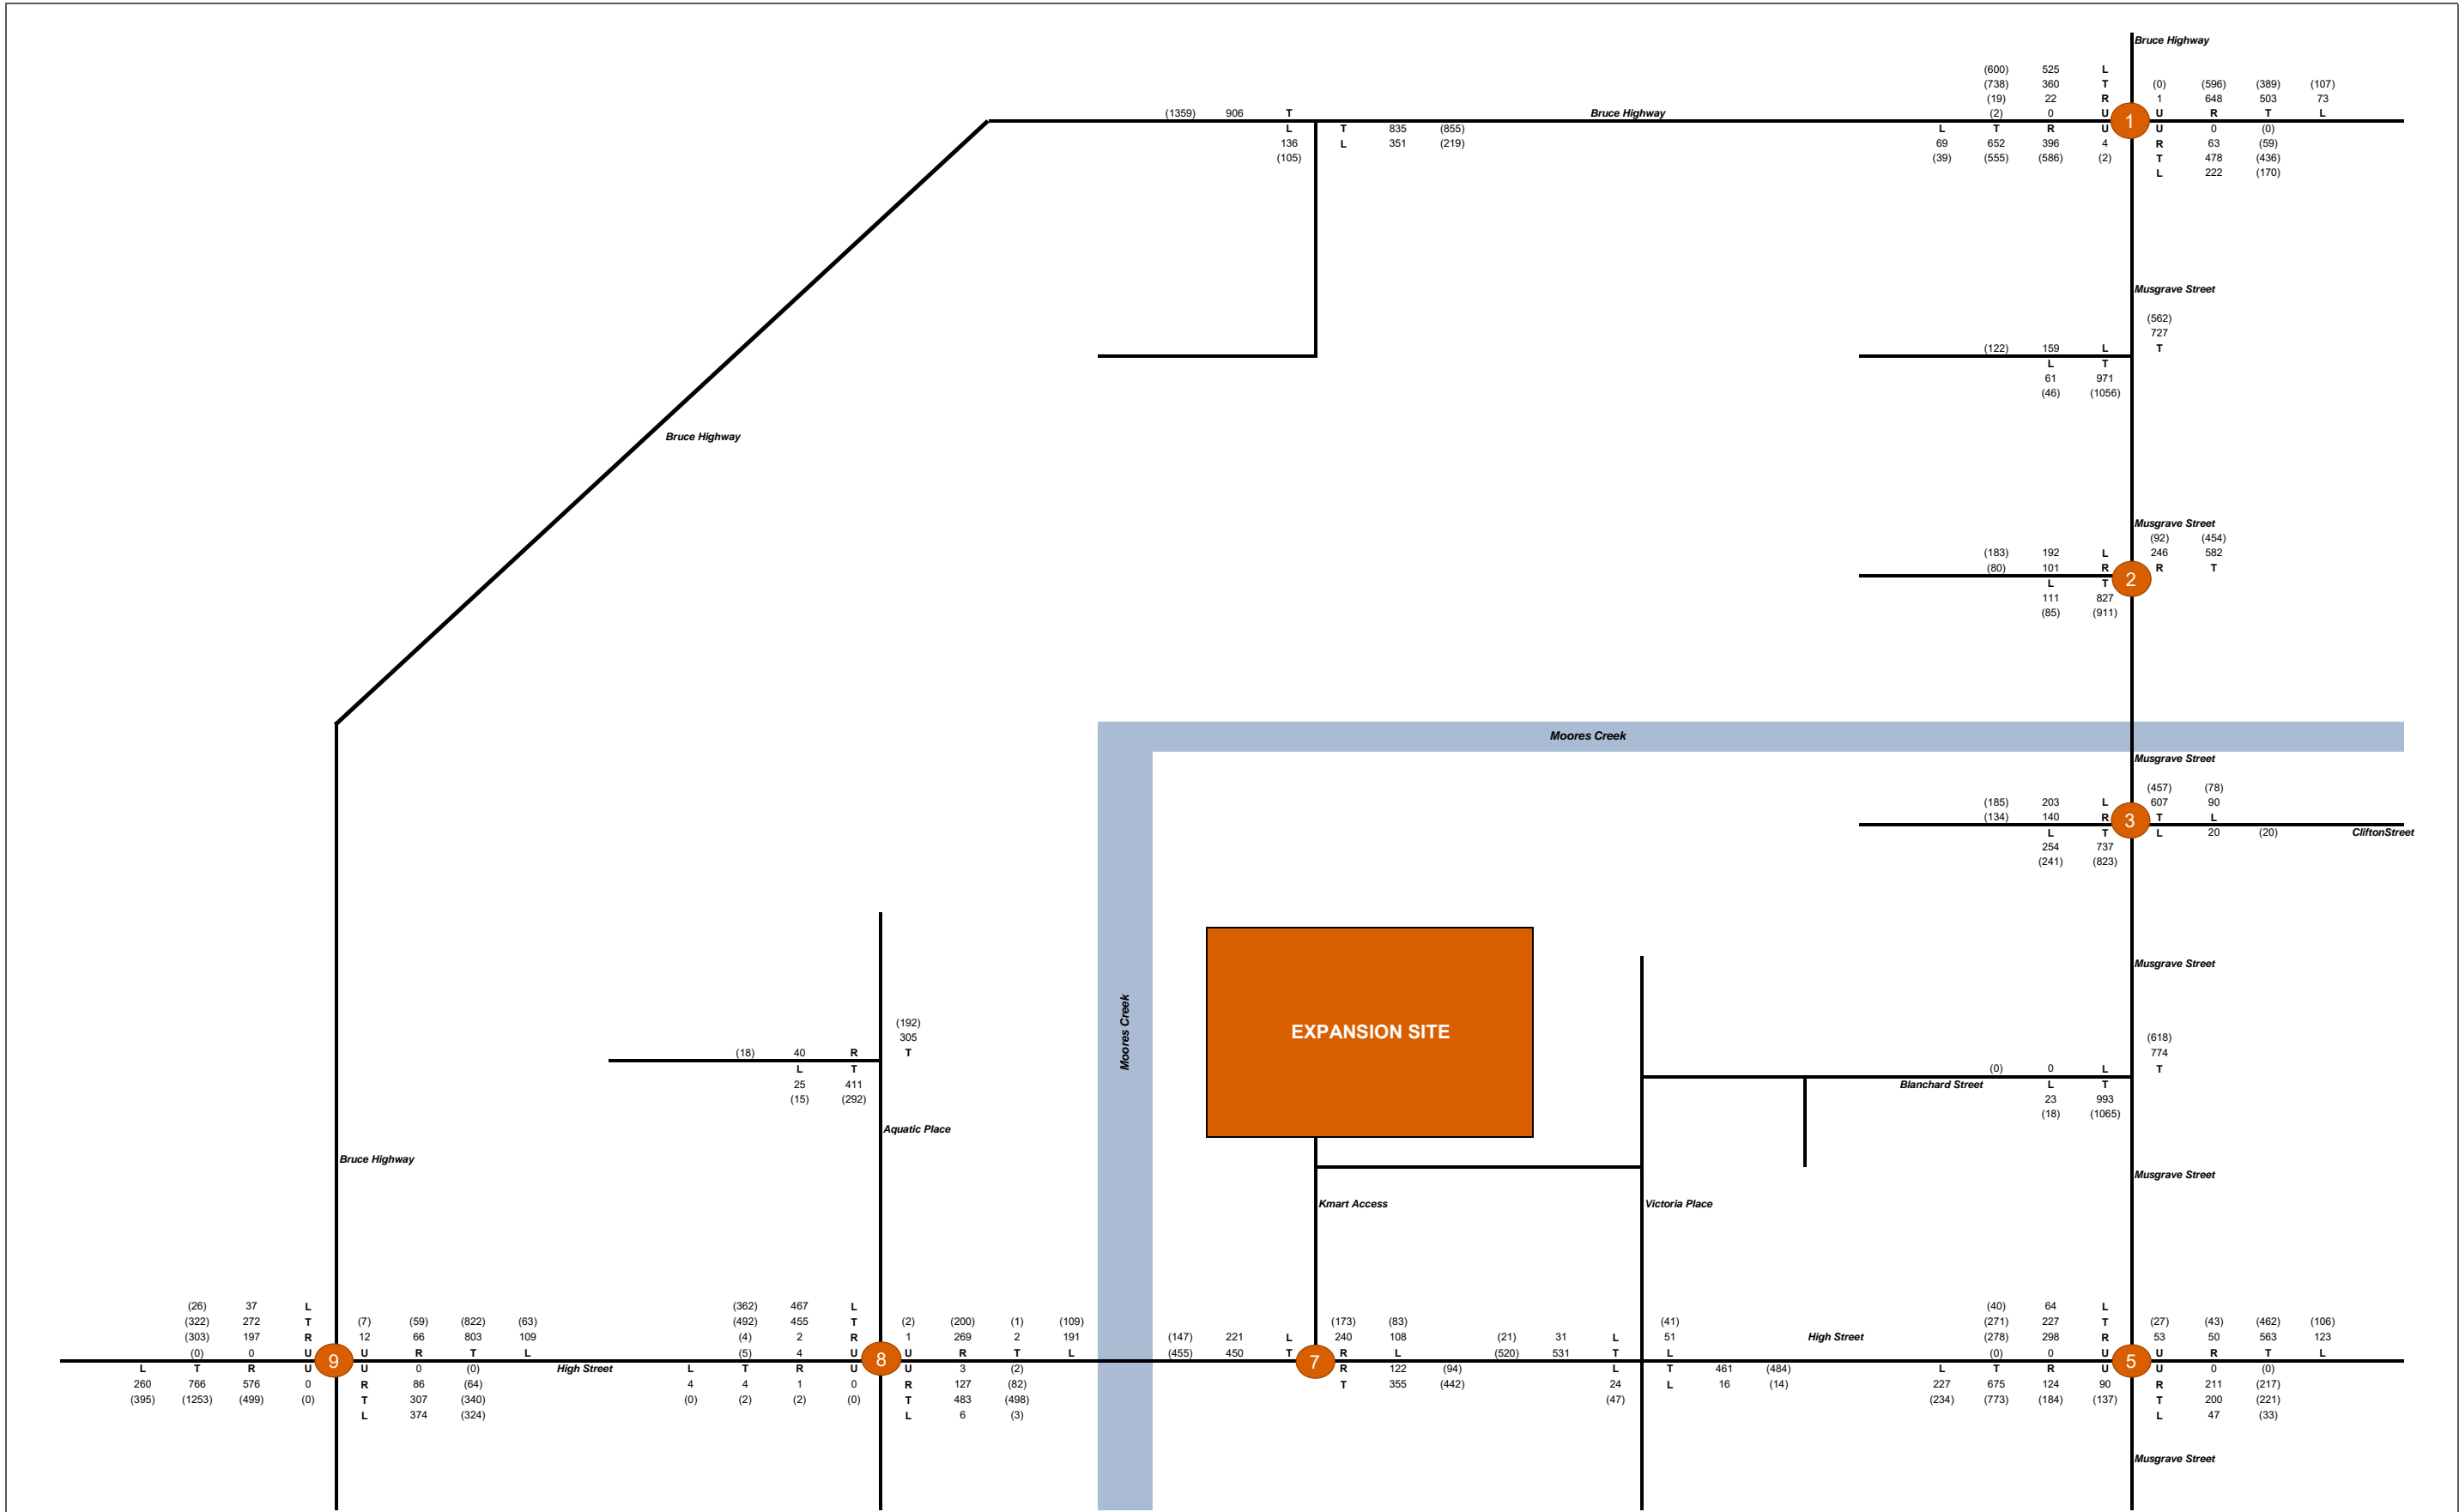 Bruce Highway
(600) 525 L
(738) 360 T (0) (596) (389) (107)
(19) 22 R 1 648 503 73
(1359) 906 T Bruce Highway (2) 0 U 1 U R T L
L T 835 (855) L T R U U 0 (0)
136 L 351 (219) 69 652 396 4 R 63 (59)
(105) (39) (555) (586) (2) T 478 (436)
L 222 (170)
Musgrave Street
(562)
727
(122) 159 L T
L T
61 971
(46) (1056)
Bruce Highway
Musgrave Street
(92) (454)
(183) 192 L 246 582
(80) 101 R 2 R T
L T
111 827
(85) (911)
Moores Creek
Musgrave Street
(457) (78)
(185) 203 L 607 90
(134) 140 R 3 T L
L T L 20 (20) CliftonStreet
254 737
(241) (823)
Musgrave Street
Moores Creek
EXPANSION SITE
(192)
305
(18) 40 R T
L T
25 411
(15) (292)
(618)
774
(0) 0 L T
Blanchard Street L T
23 993
(18) (1065)
Aquatic Place
Bruce Highway
Musgrave Street
Kmart Access
Victoria Place
(26) 37 L (362) 467 L (40) 64 L
(322) 272 T (7) (59) (822) (63) (492) 455 T (2) (200) (1) (109) (173) (83) (41) (271) 227 T (27) (43) (462) (106)
(303) 197 R 12 66 803 109 (4) 2 R 1 269 2 191 (147) 221 L 240 108 (21) 31 L 51 High Street (278) 298 R 53 50 563 123
(0) 0 U 9 U R T L (5) 4 U 8 U R T L (455) 450 T 7 R L (520) 531 T L (0) 0 U 5 U R T L
L T R U U 0 (0) High Street L T R U U 3 (2) R 122 (94) L T 461 (484) L T R U U 0 (0)
260 766 576 0 R 86 (64) 4 4 1 0 R 127 (82) T 355 (442) 24 L 16 (14) 227 675 124 90 R 211 (217)
(395) (1253) (499) (0) T 307 (340) (0) (2) (2) (0) T 483 (498) (47) (234) (773) (184) (137) T 200 (221)
L 374 (324) L 6 (3) L 47 (33)
Musgrave Street